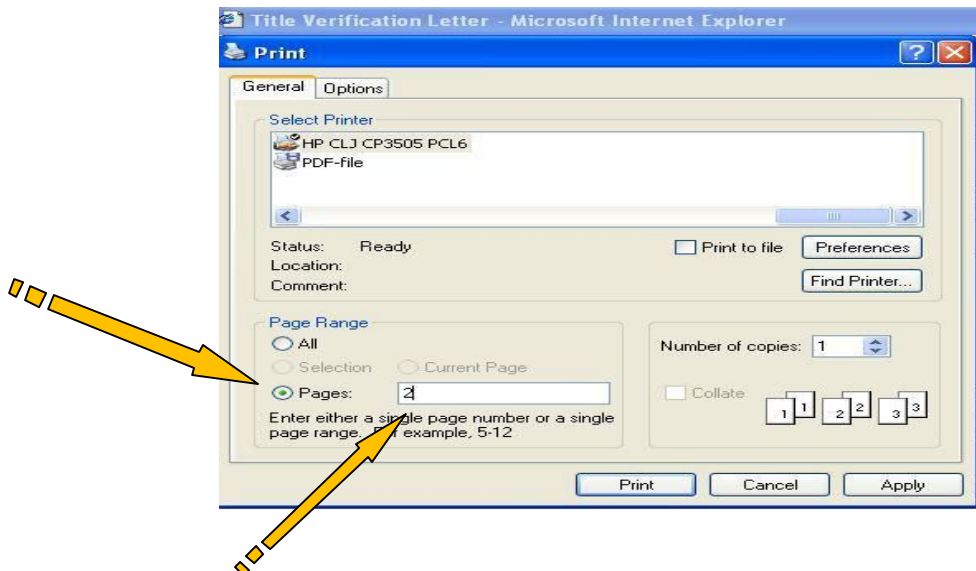 Title Verification Letter - Microsoft Internet Explorer
Print
General Options
Select Printer
HP CLJ CP3505 PCL6
PDF-file
Status: Ready
Print to file
Preferences
Location:
Comment:
Find Printer...
Page Range
All
Selection Current Page
Pages: 2
Enter either a single page number or a single
page range. For example, 5-12
Number of copies: 1
Collate
1 1 2 2 3 3
Print Cancel Apply